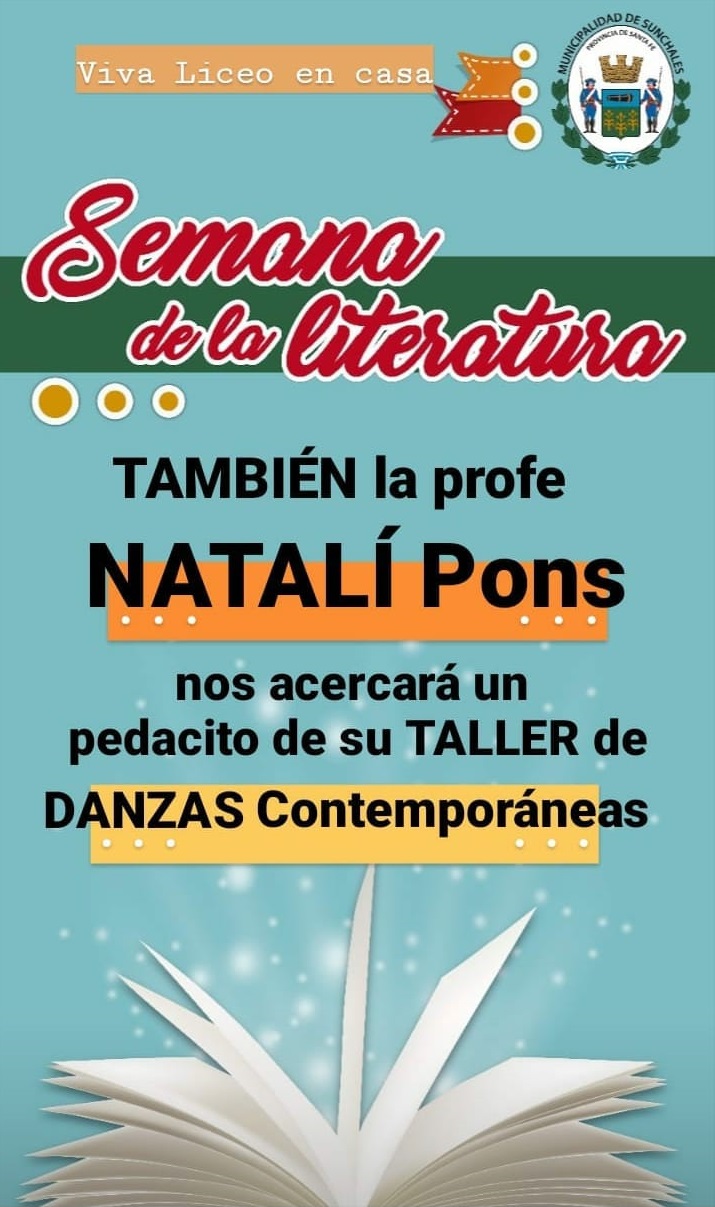 Viva Liceo en casa
MUNICIPALIDAD DE SUNCHALES
PROVINCIA DE SANTA FE
Semana
de la literatura
TAMBIÉN la profe
NATALÍ Pons
nos acercará un
pedacito de su TALLER de
DANZAS Contemporáneas